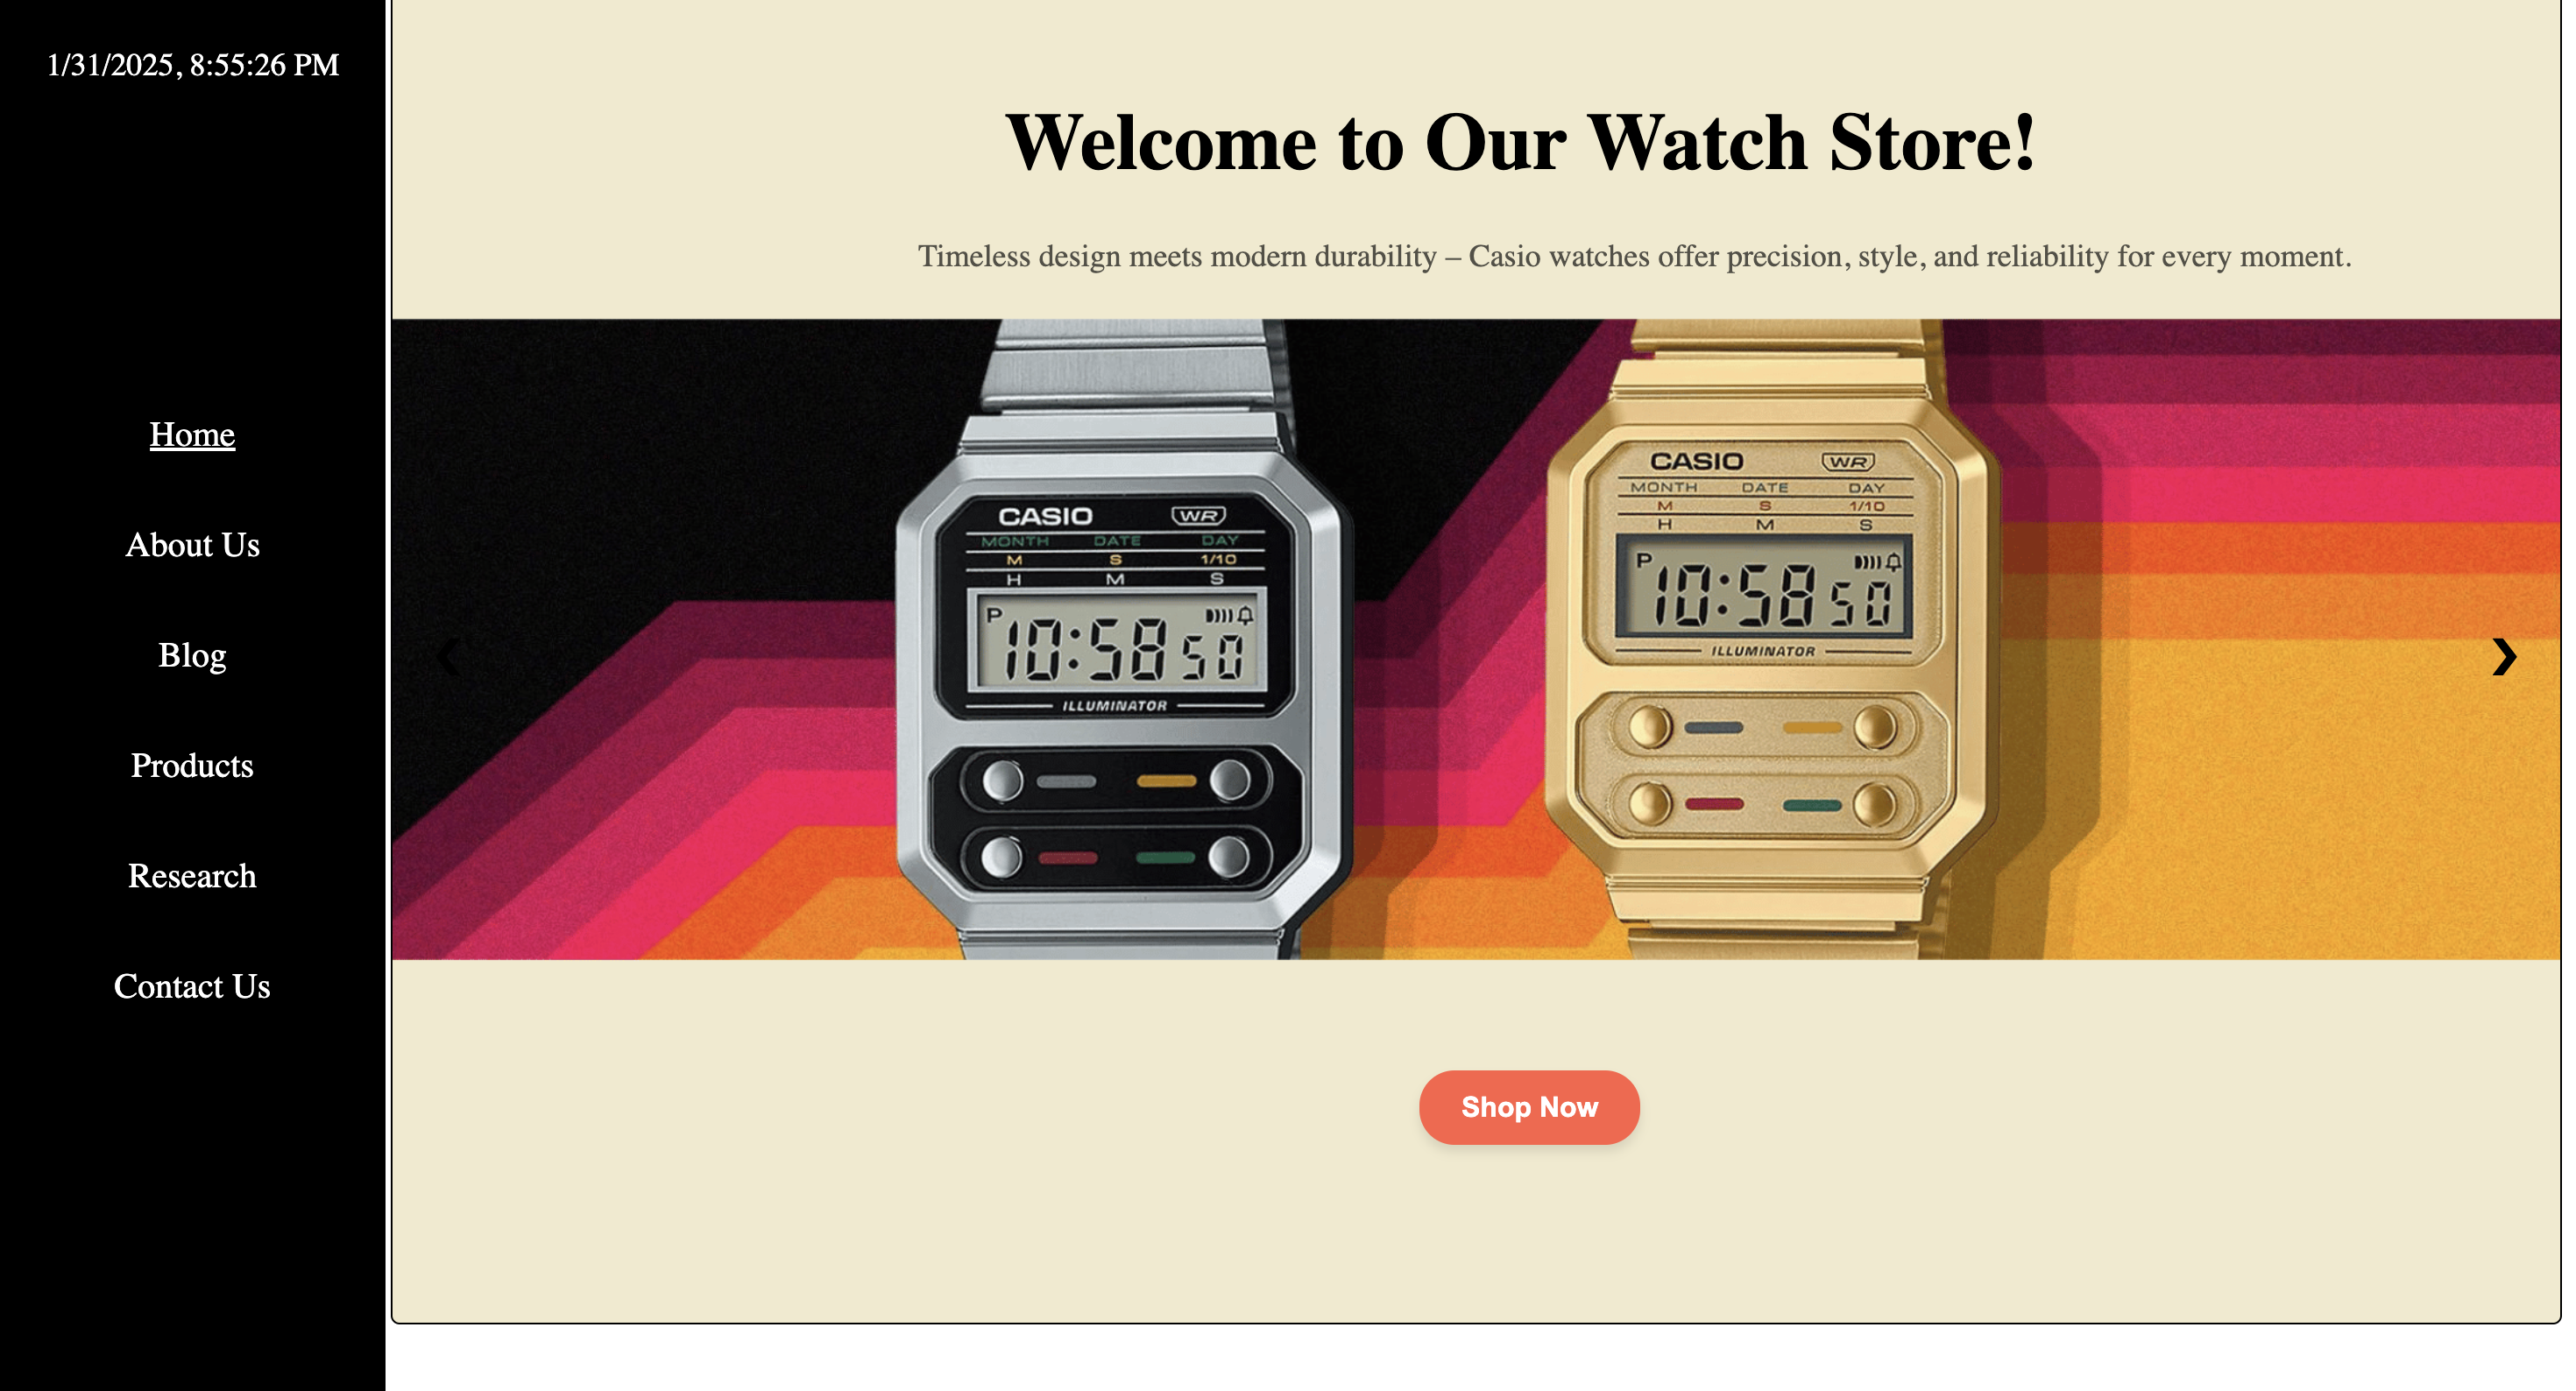 1/31/2025, 8:55:26 PM
Home
About Us
Blog
Products
Research
Contact Us
Welcome to Our Watch Store!
Timeless design meets modern durability – Casio watches offer precision, style, and reliability for every moment.
CASIO WR
MONTH DATE DAY
M S 1/10
H M S
P
10:58 50
ILLUMINATOR
CASIO WR
MONTH DATE DAY
M S 1/10
H M S
P
10:58 50
ILLUMINATOR
Shop Now